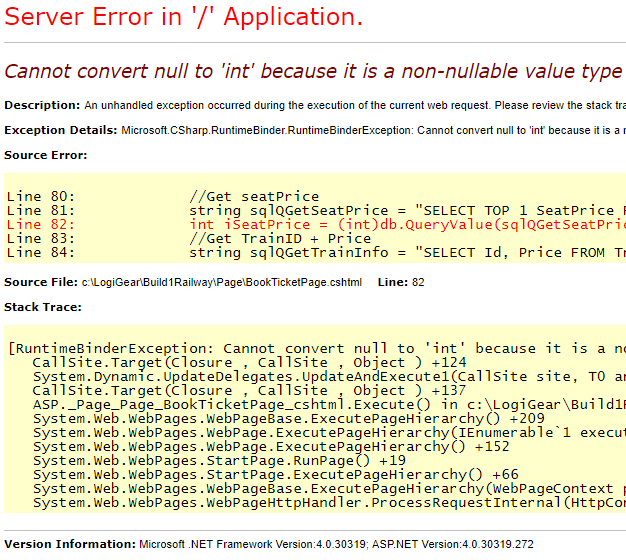 Server Error in '/' Application.
Cannot convert null to 'int' because it is a non-nullable value type
Description: An unhandled exception occurred during the execution of the current web request. Please review the stack tra
Exception Details: Microsoft.CSharp.RuntimeBinder.RuntimeBinderException: Cannot convert null to 'int' because it is a
Source Error:
Line 80: //Get seatPrice
Line 81: string sqlQGetSeatPrice = "SELECT TOP 1 SeatPrice
Line 82: int iSeatPrice = (int)db.QueryValue(sqlQGetSeatPric
Line 83: //Get TrainID + Price
Line 84: string sqlQGetTrainInfo = "SELECT Id, Price FROM Tr
Source File: c:\LogiGear\Build1Railway\Page\BookTicketPage.cshtml Line: 82
Stack Trace:
[RuntimeBinderException: Cannot convert null to 'int' because it is a no
CallSite.Target(Closure , CallSite , Object ) +124
System.Dynamic.UpdateDelegates.UpdateAndExecute1(CallSite site, T0 ar
CallSite.Target(Closure , CallSite , Object ) +137
ASP._Page_Page_BookTicketPage_cshtml.Execute() in c:\LogiGear\Build1R
System.Web.WebPages.WebPageBase.ExecutePageHierarchy() +209
System.Web.WebPages.WebPage.ExecutePageHierarchy(IEnumerable`1 execut
System.Web.WebPages.WebPage.ExecutePageHierarchy() +152
System.Web.WebPages.StartPage.RunPage() +19
System.Web.WebPages.StartPage.ExecutePageHierarchy() +66
System.Web.WebPages.WebPageBase.ExecutePageHierarchy(WebPageContext p
System.Web.WebPages.WebPageHttpHandler.ProcessRequestInternal(HttpCon
Version Information: Microsoft .NET Framework Version:4.0.30319; ASP.NET Version:4.0.30319.272